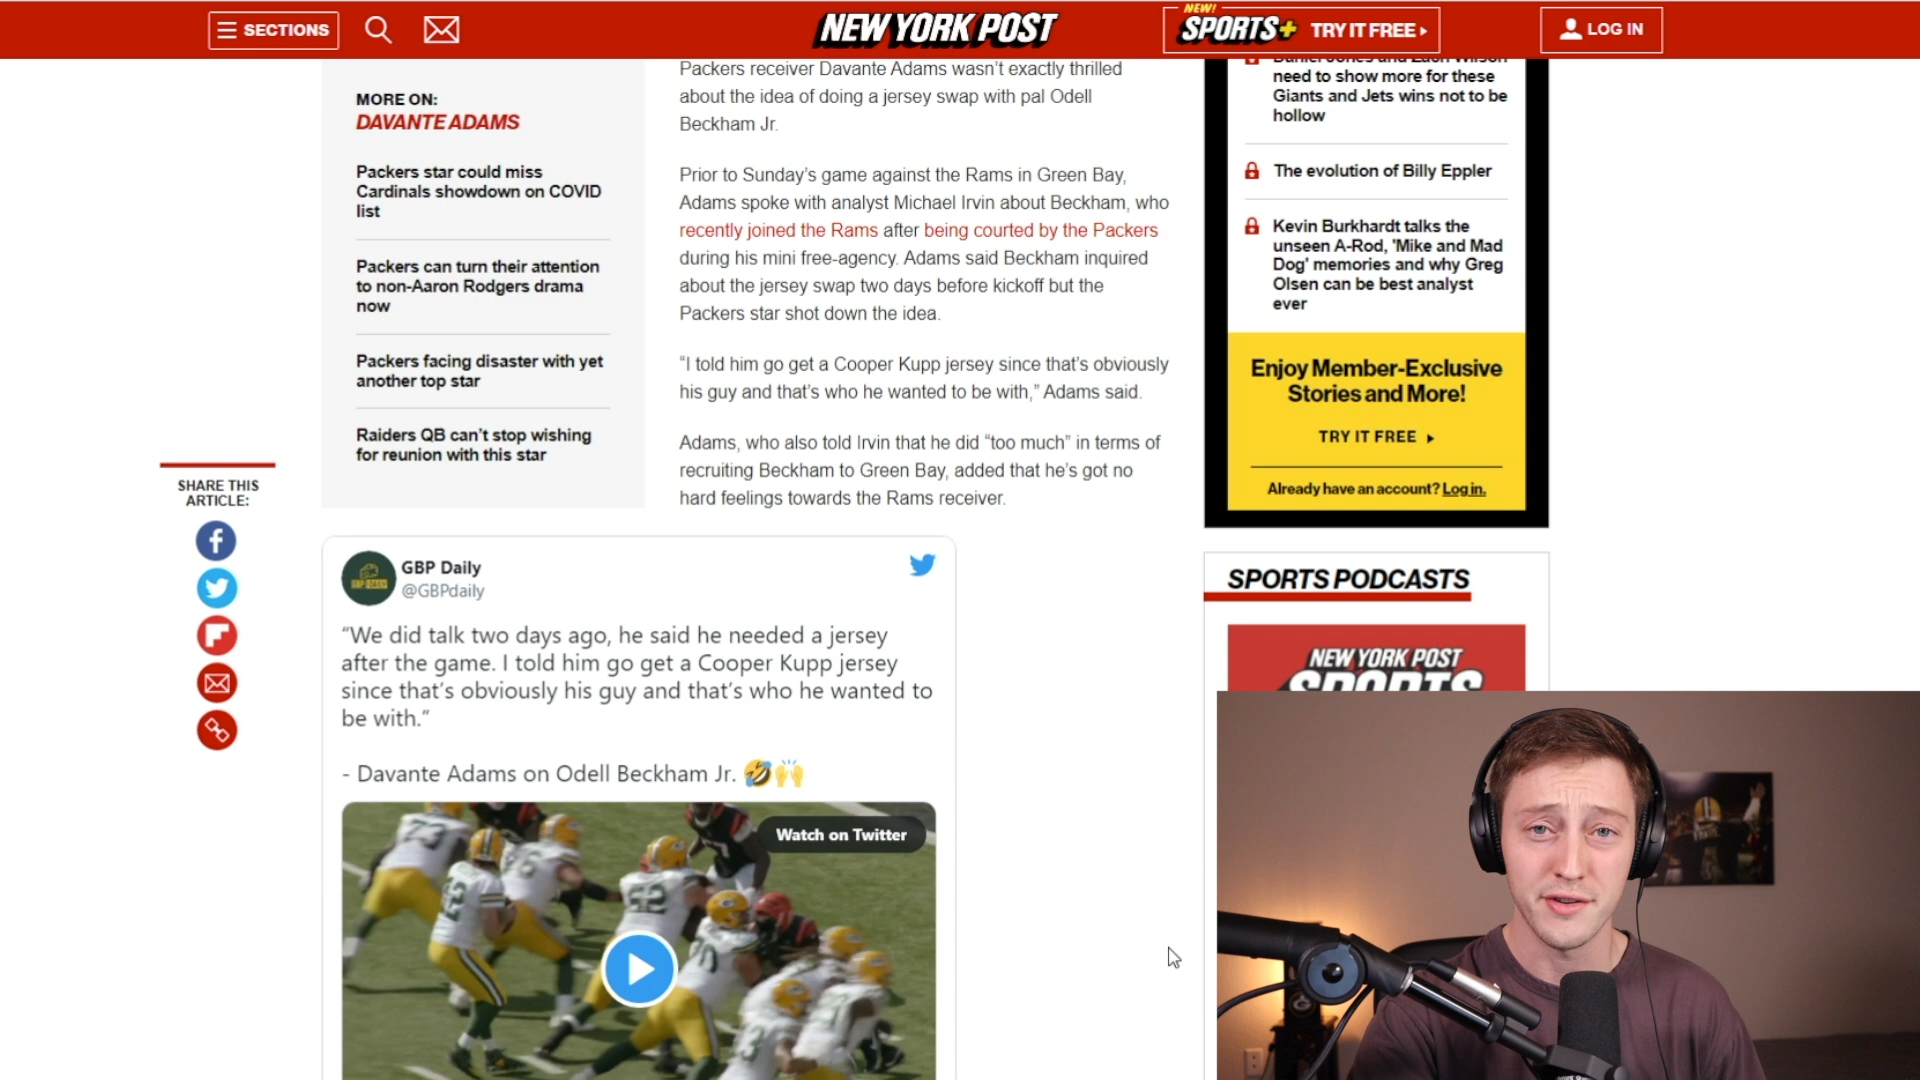 SECTIONS
NEW YORK POST
NEW!
SPORTS+ TRY IT FREE
LOG IN
MORE ON:
DAVANTE ADAMS
Packers star could miss
Cardinals showdown on COVID
list
Packers can turn their attention
to non-Aaron Rodgers drama
now
Packers facing disaster with yet
another top star
Raiders QB can't stop wishing
for reunion with this star
SHARE THIS
ARTICLE:
Packers receiver Davante Adams wasn't exactly thrilled
about the idea of doing a jersey swap with pal Odell
Beckham Jr.
Prior to Sunday's game against the Rams in Green Bay,
Adams spoke with analyst Michael Irvin about Beckham, who
recently joined the Rams after being courted by the Packers
during his mini free-agency. Adams said Beckham inquired
about the jersey swap two days before kickoff but the
Packers star shot down the idea.
“I told him go get a Cooper Kupp jersey since that's obviously
his guy and that's who he wanted to be with,” Adams said.
Adams, who also told Irvin that he did “too much” in terms of
recruiting Beckham to Green Bay, added that he's got no
hard feelings towards the Rams receiver.
GBP Daily
@GBPdaily
“We did talk two days ago, he said he needed a jersey
after the game. I told him go get a Cooper Kupp jersey
since that's obviously his guy and that's who he wanted to
be with.”
- Davante Adams on Odell Beckham Jr. 🤣🙌
Watch on Twitter
73
12
62
Daniel Jones and Zach Wilson
need to show more for these
Giants and Jets wins not to be
hollow
The evolution of Billy Eppler
Kevin Burkhardt talks the
unseen A-Rod, 'Mike and Mad
Dog' memories and why Greg
Olsen can be best analyst
ever
Enjoy Member-Exclusive
Stories and More!
TRY IT FREE
Already have an account? Log in.
SPORTS PODCASTS
NEW YORK POST
SPORTS